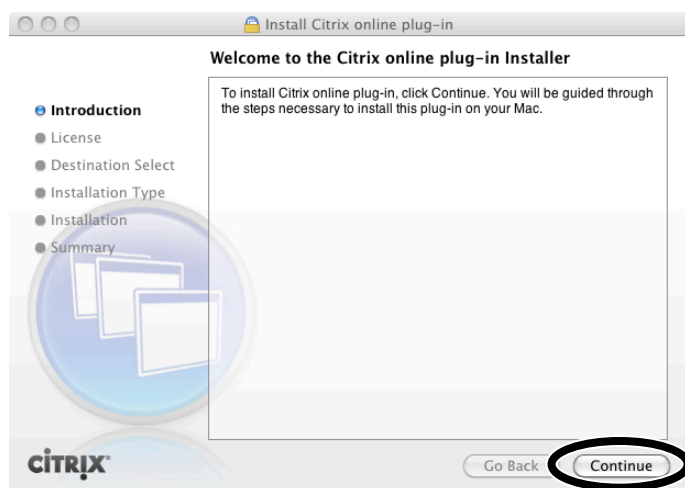 Install Citrix online plug-in
Welcome to the Citrix online plug-in Installer
Introduction
License
Destination Select
Installation Type
Installation
Summary
To install Citrix online plug-in, click Continue. You will be guided through
the steps necessary to install this plug-in on your Mac.
CİTRIX
Go Back
Continue